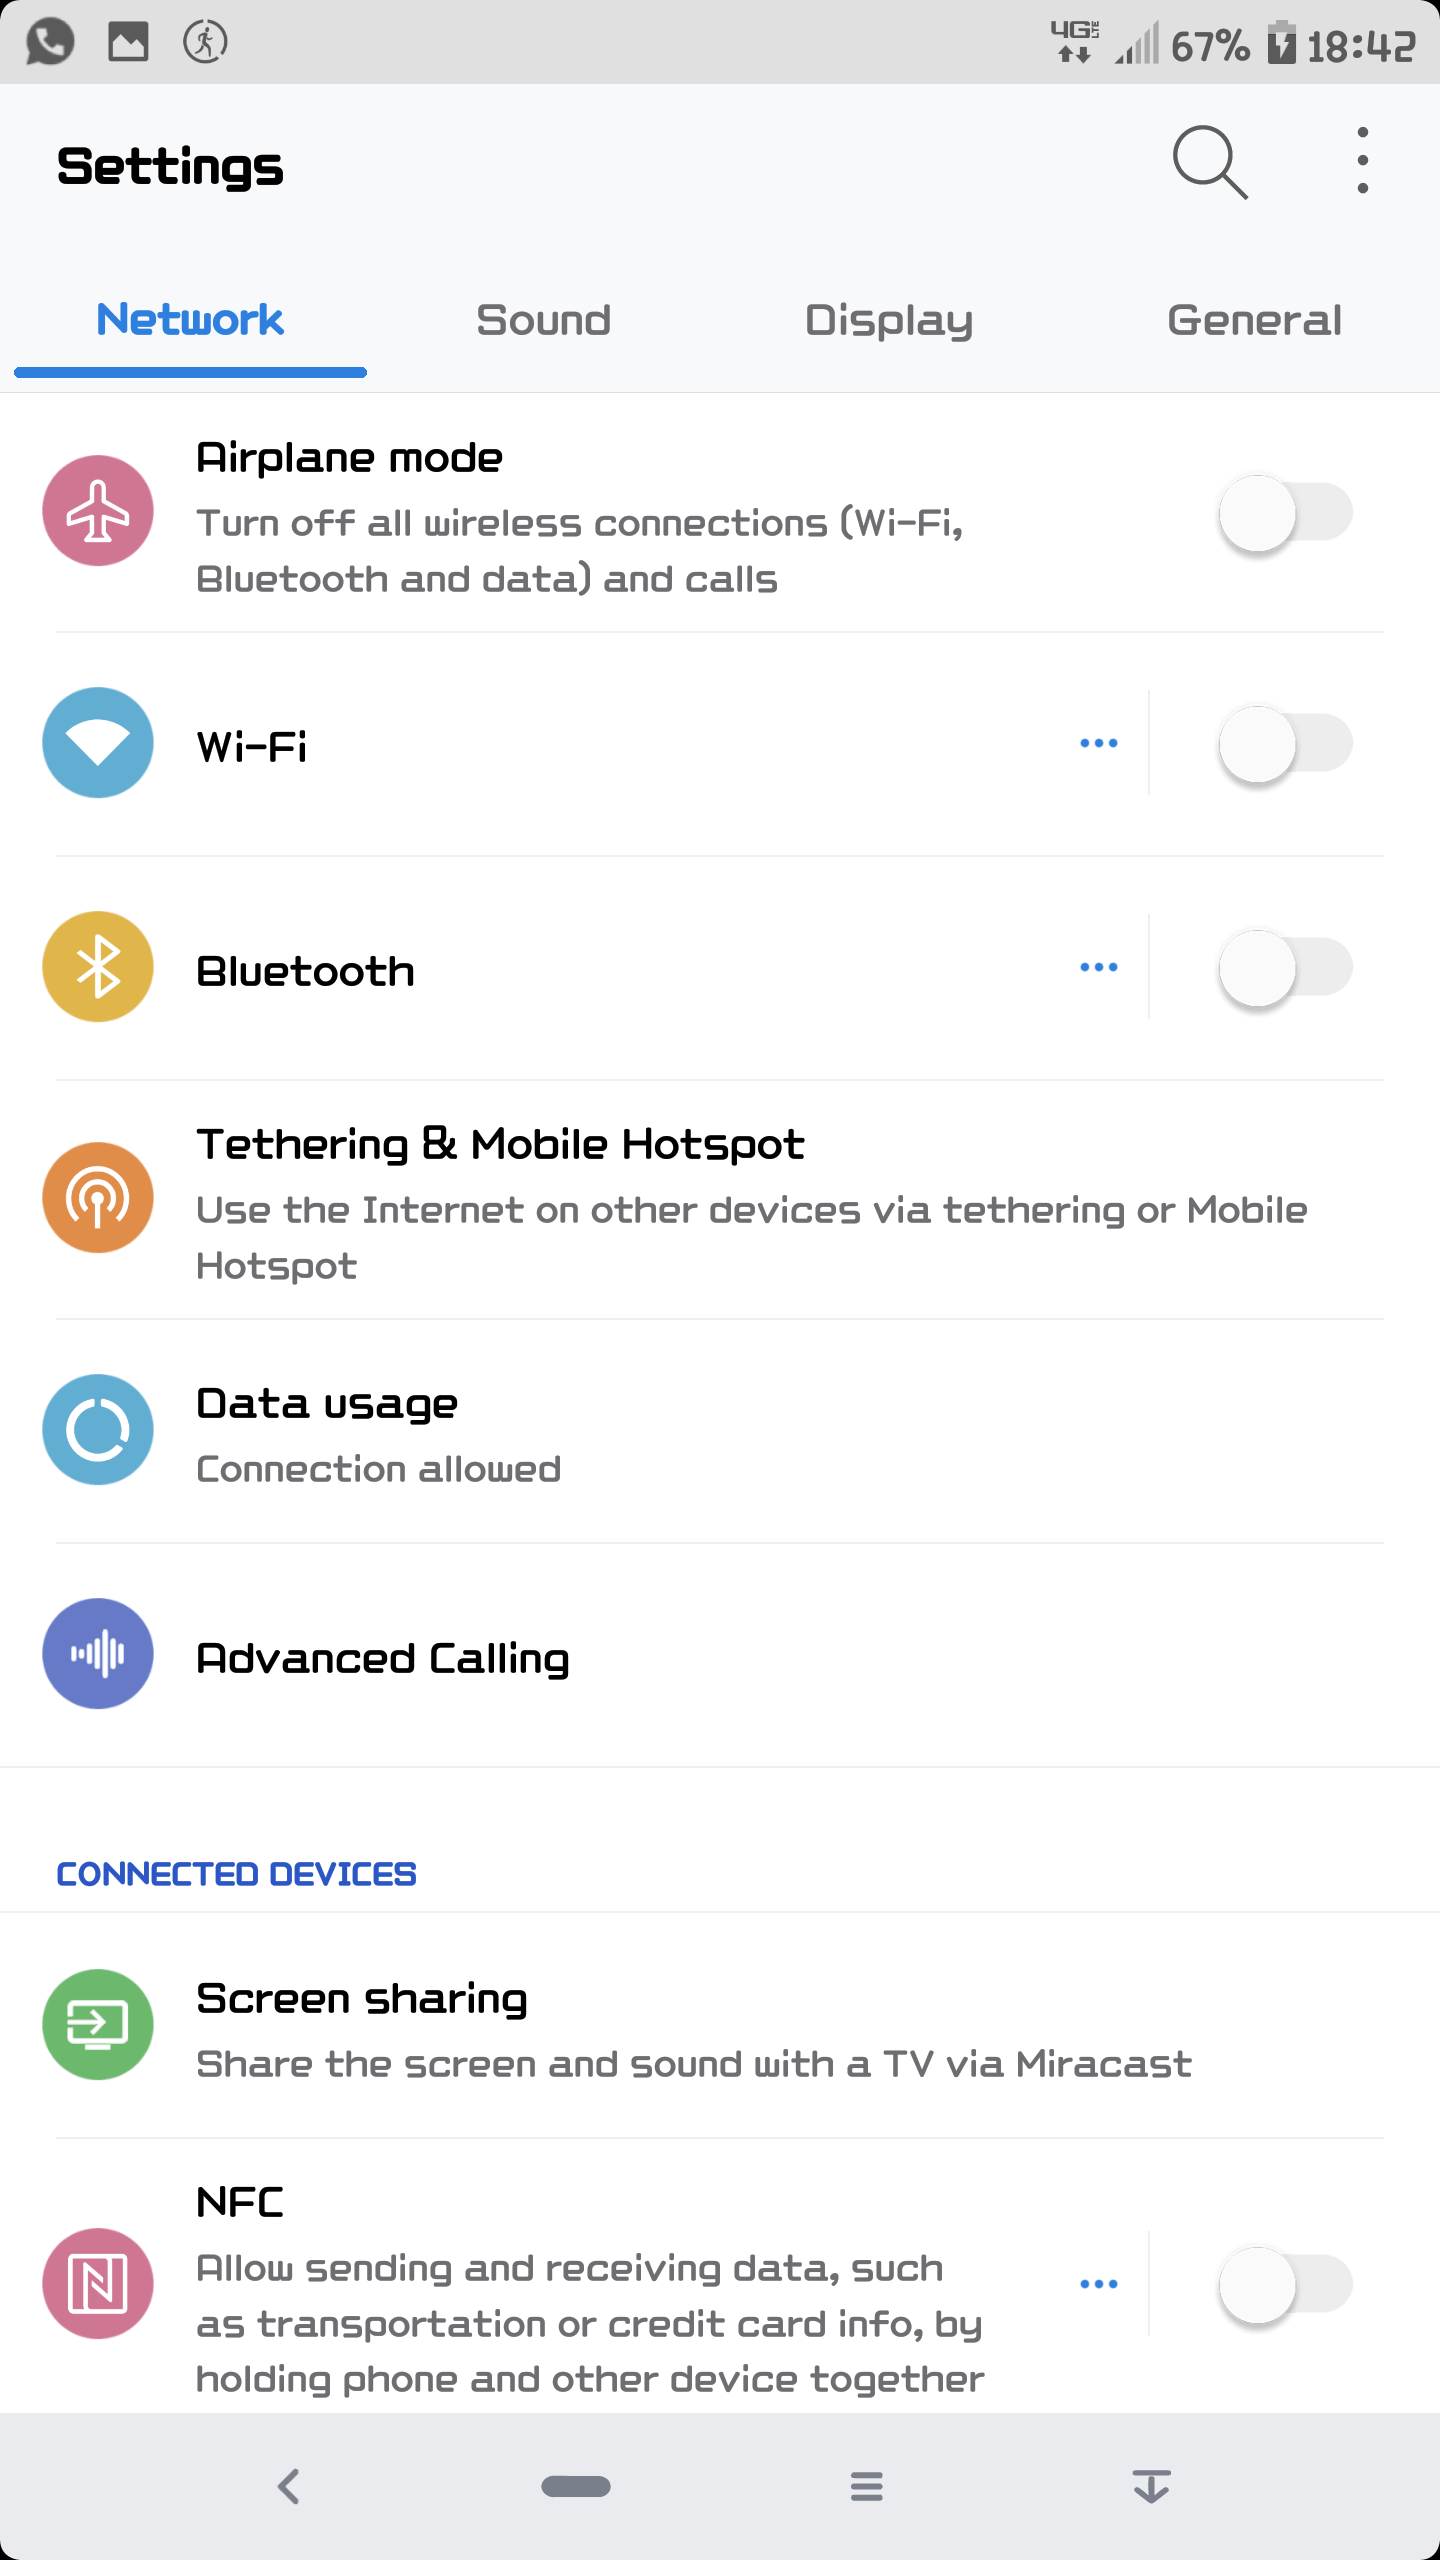 4G LTE 67% 18:42
Settings
Network Sound Display General
Airplane mode
Turn off all wireless connections (Wi-Fi,
Bluetooth and data) and calls
Wi-Fi
Bluetooth
Tethering & Mobile Hotspot
Use the Internet on other devices via tethering or Mobile
Hotspot
Data usage
Connection allowed
Advanced Calling
CONNECTED DEVICES
Screen sharing
Share the screen and sound with a TV via Miracast
NFC
Allow sending and receiving data, such
as transportation or credit card info, by
holding phone and other device together